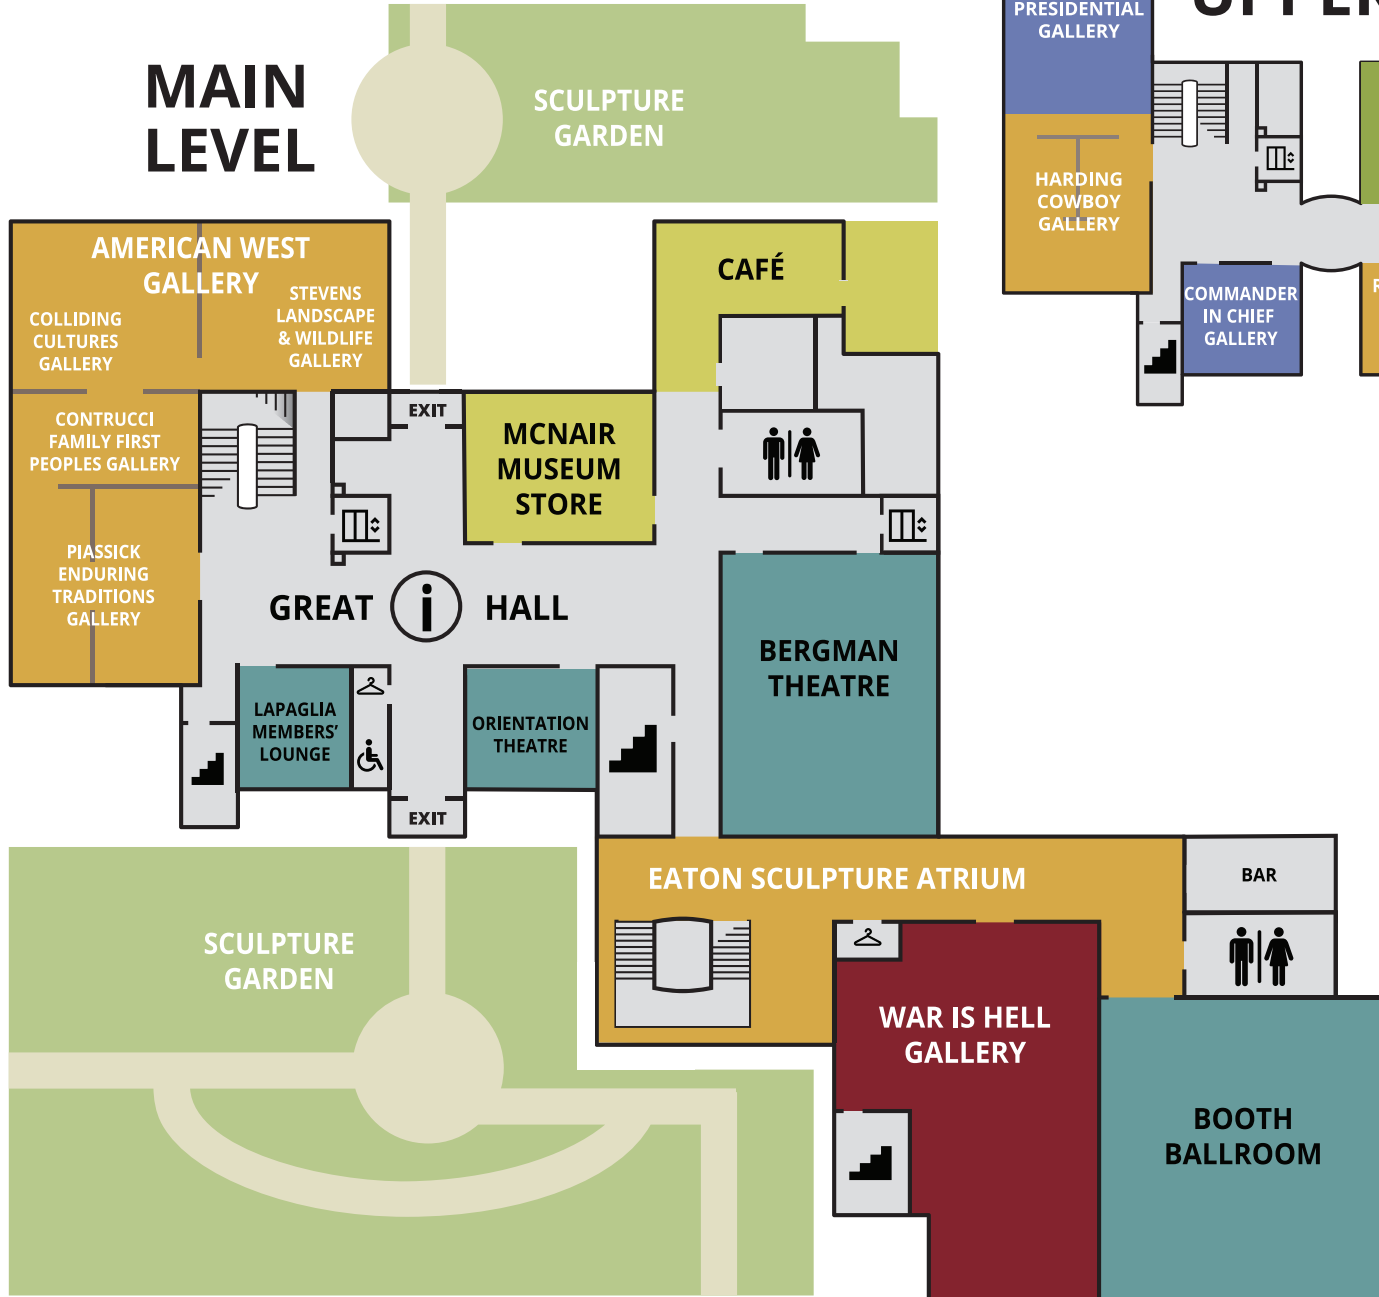 MAIN
LEVEL
SCULPTURE
GARDEN
PRESIDENTIAL
GALLERY
HARDING
COWBOY
GALLERY
COMMANDER
IN CHIEF
GALLERY
AMERICAN WEST
GALLERY
COLLIDING
CULTURES
GALLERY
STEVENS
LANDSCAPE
& WILDLIFE
GALLERY
CONTRUCCI
FAMILY FIRST
PEOPLES GALLERY
PIASSICK
ENDURING
TRADITIONS
GALLERY
EXIT
MCNAIR
MUSEUM
STORE
CAFÉ
GREAT i HALL
BERGMAN
THEATRE
LAPAGLIA
MEMBERS'
LOUNGE
ORIENTATION
THEATRE
EXIT
EATON SCULPTURE ATRIUM
BAR
SCULPTURE
GARDEN
WAR IS HELL
GALLERY
BOOTH
BALLROOM